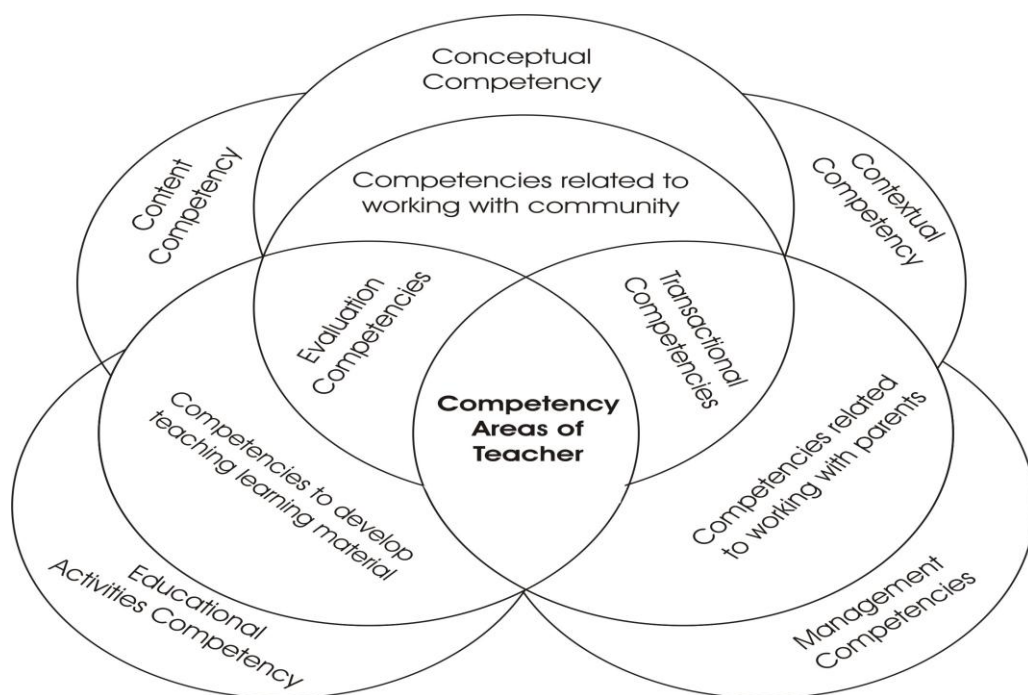 Conceptual
Competency
Content
Competency
Contextual
Competency
Competencies related to
working with community
Evaluation
Competencies
Transactional
Competencies
Competency
Areas of
Teacher
Competencies to develop
teaching learning material
Competencies related
to working with parents
Educational
Activities Competency
Management
Competencies